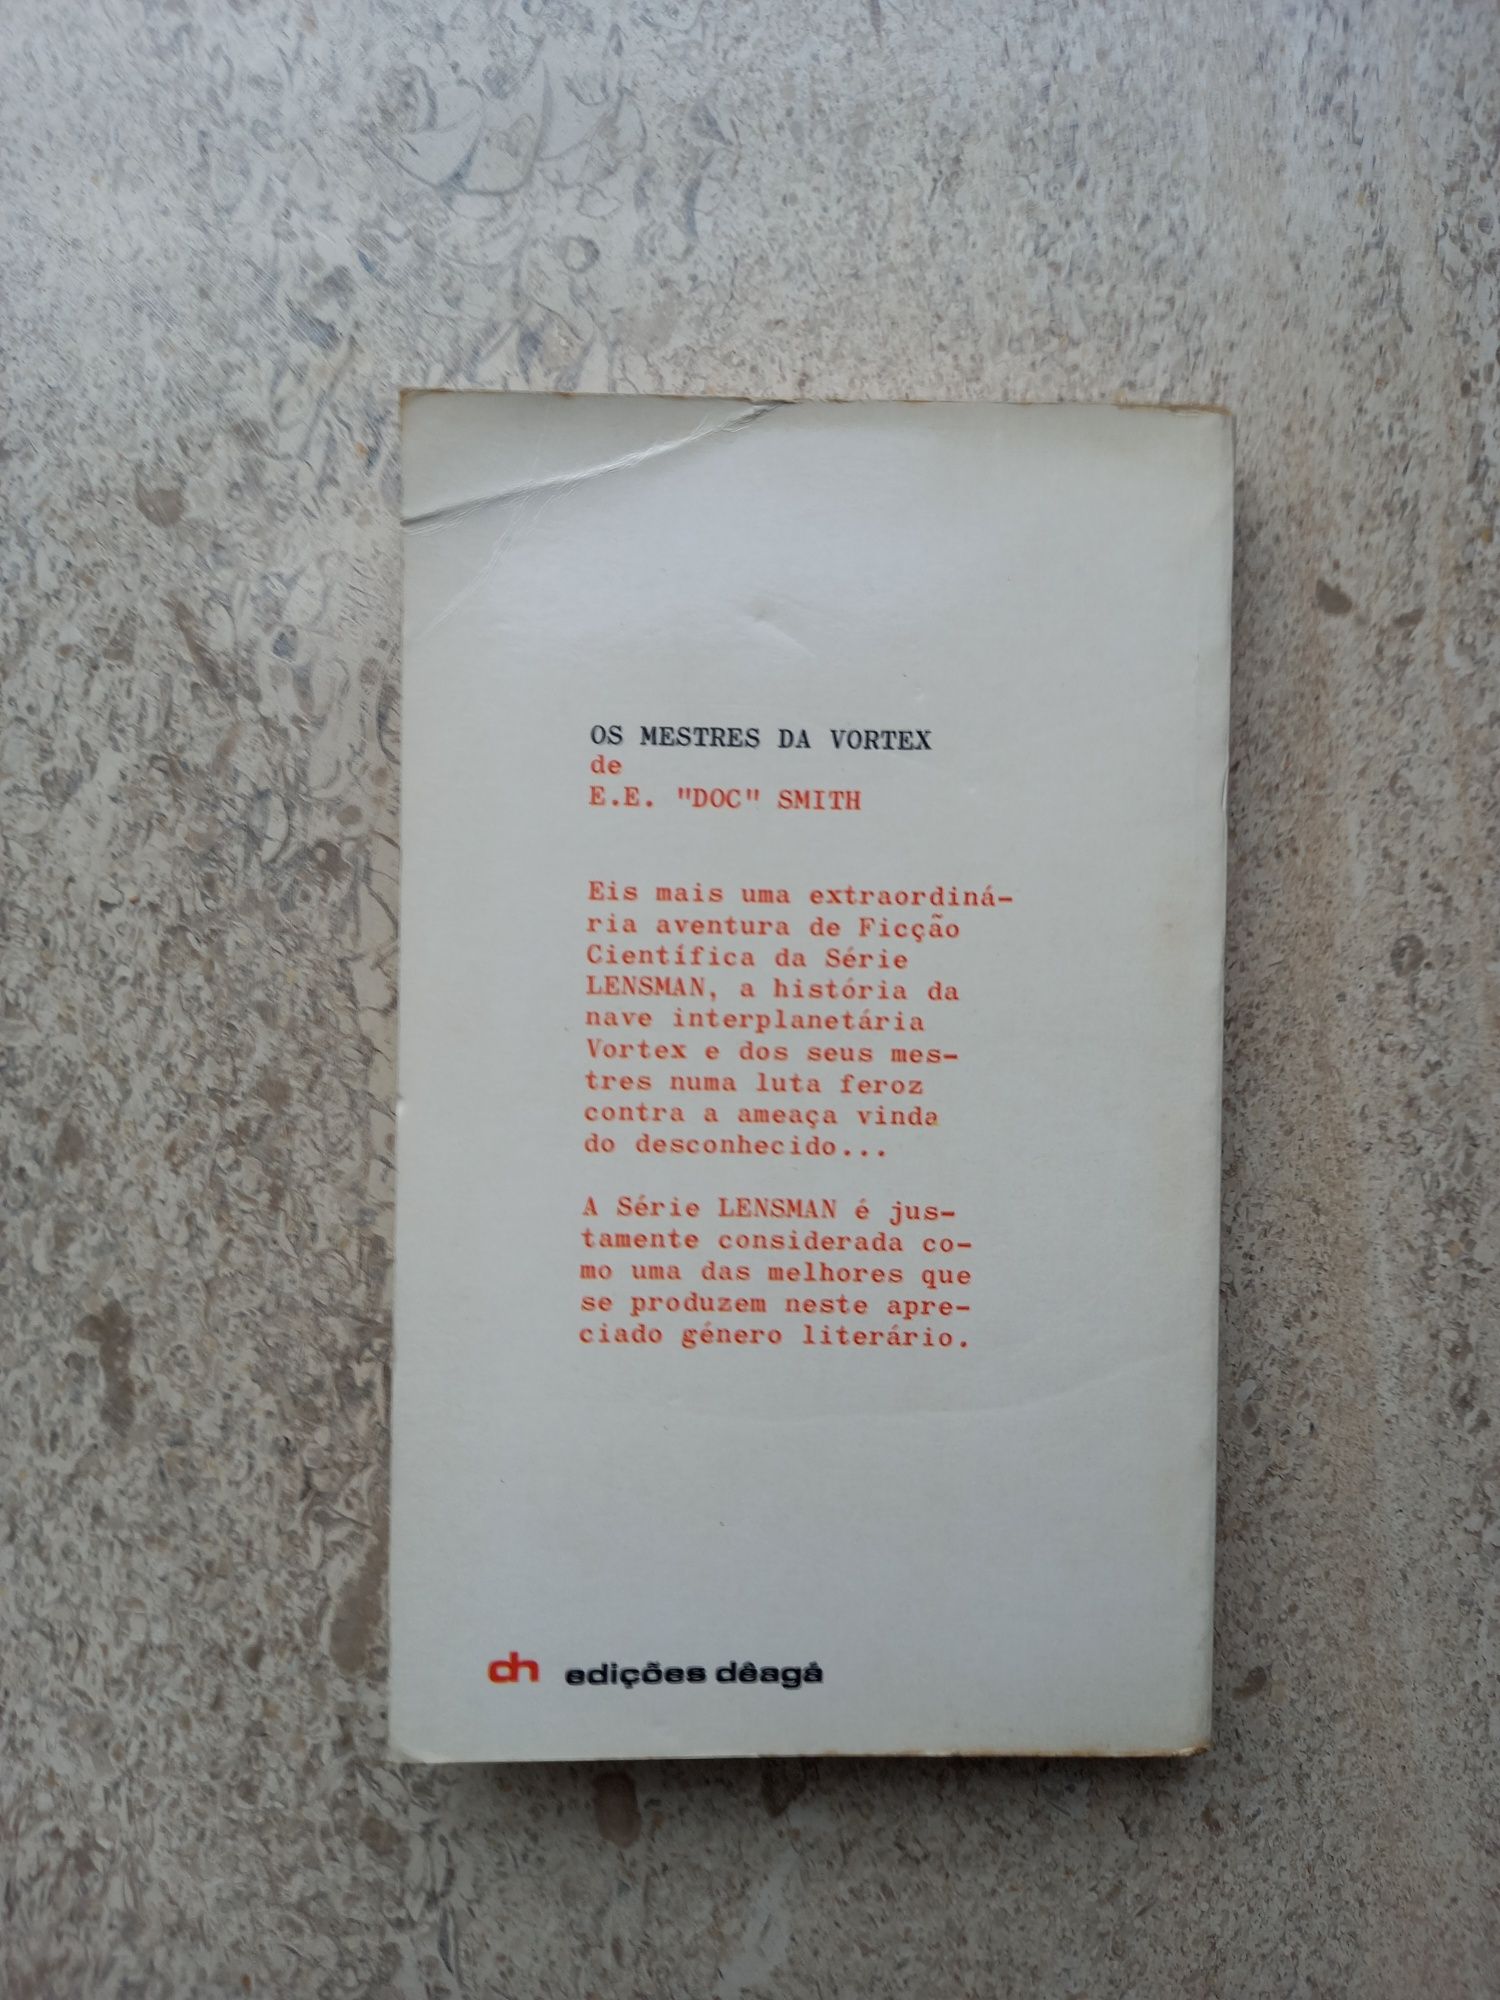 OS MESTRES DA VORTEX
de
E.E. "DOC" SMITH
Eis mais uma extraordiná-
ria aventura de Ficção
Científica da Série
LENSMAN, a história da
nave interplanetária
Vortex e dos seus mes-
tres numa luta feroz
contra a ameaça vinda
do desconhecido...
A Série LENSMAN é jus-
tamente considerada co-
mo uma das melhores que
se produzem neste apre-
ciado género literário.
dh edições dêagá